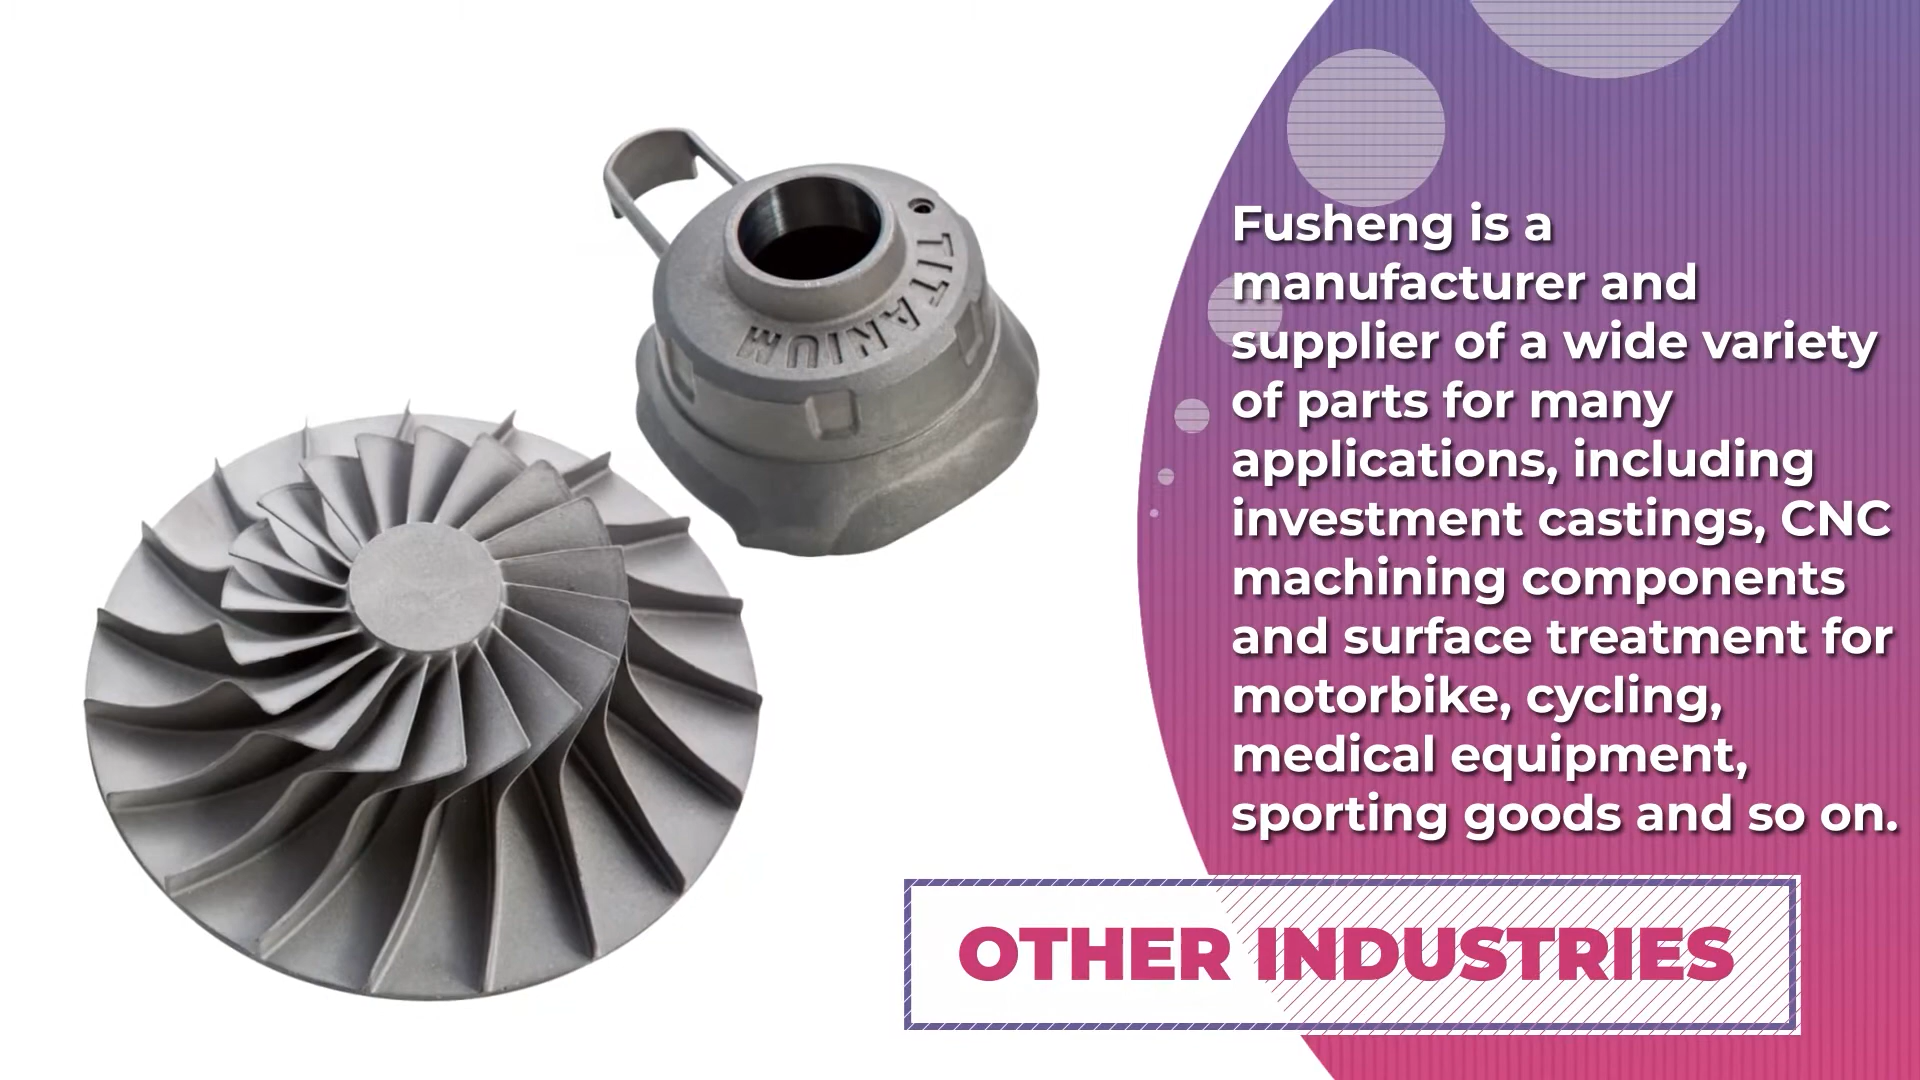 TITANIUM
Fusheng is a
manufacturer and
supplier of a wide variety
of parts for many
applications, including
investment castings, CNC
machining components
and surface treatment for
motorbike, cycling,
medical equipment,
sporting goods and so on.
OTHER INDUSTRIES